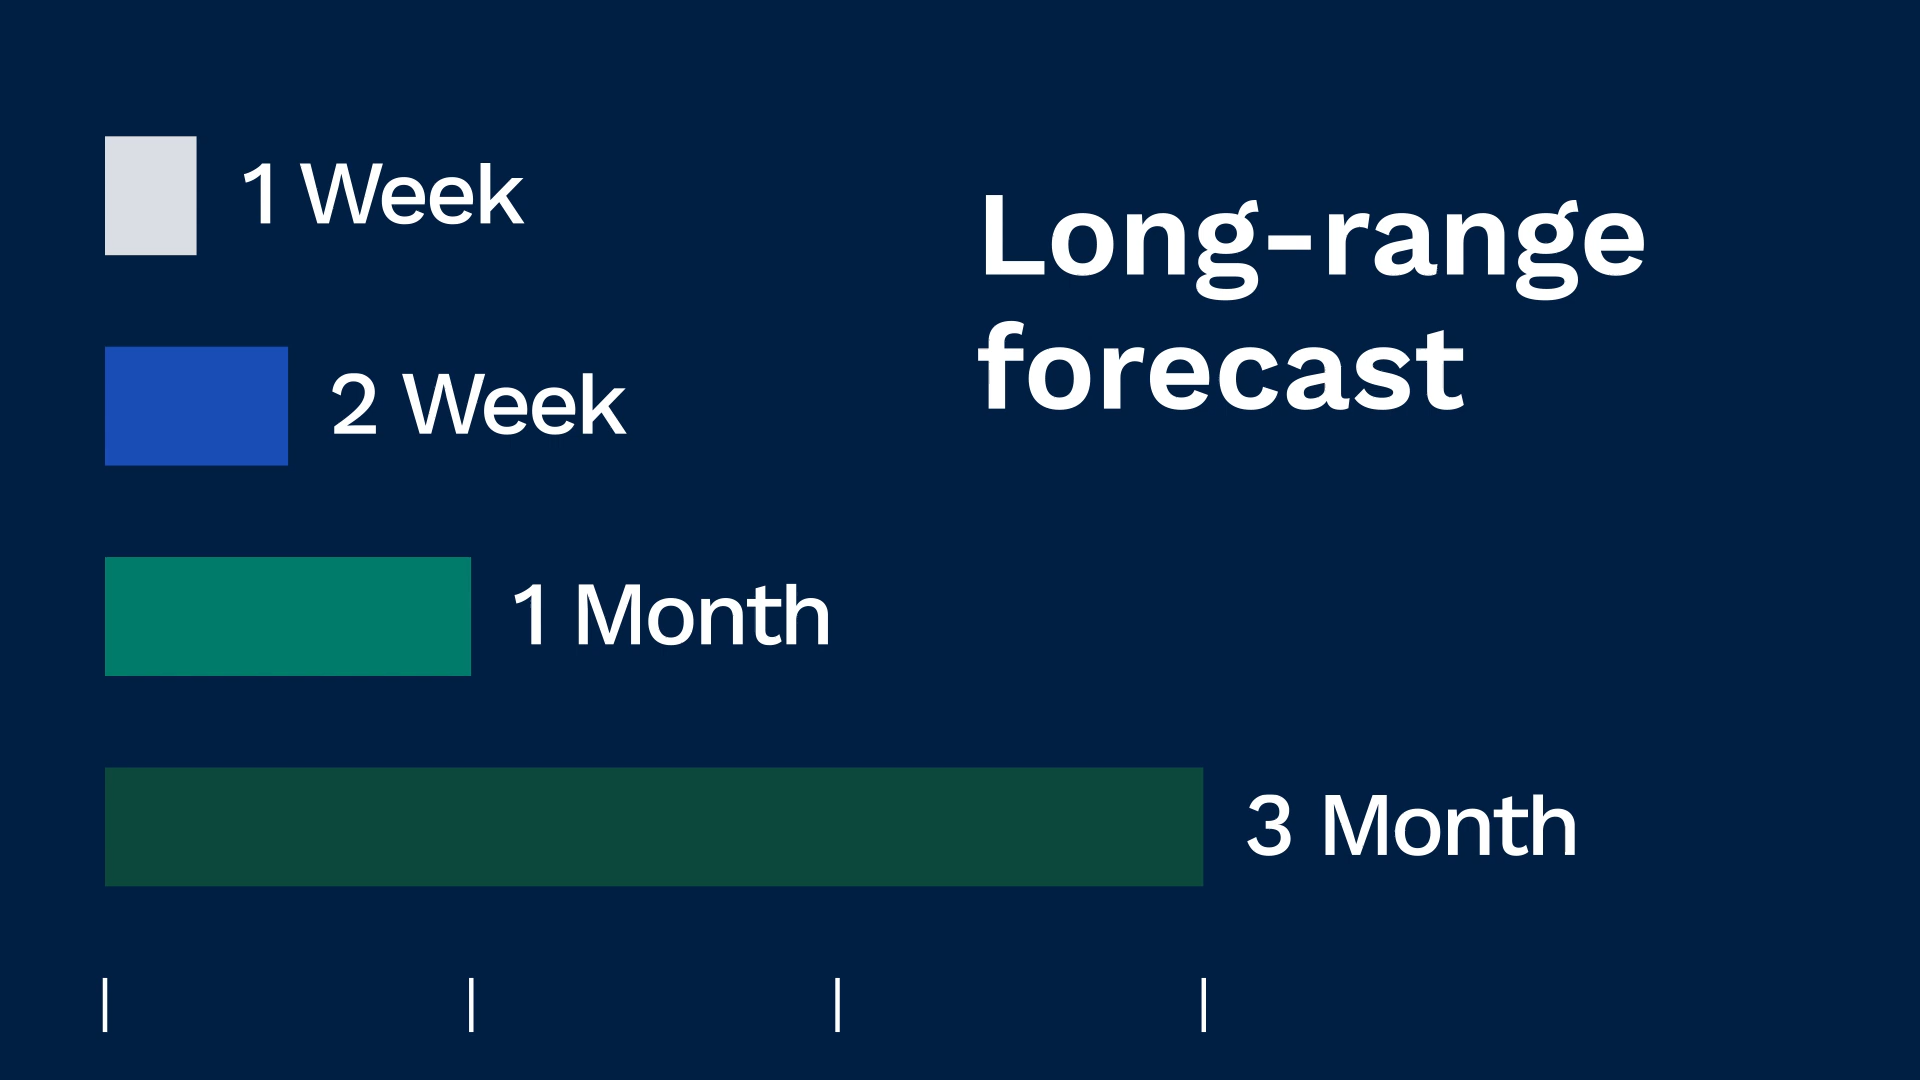 1 Week
Long-range
forecast
2 Week
1 Month
3 Month